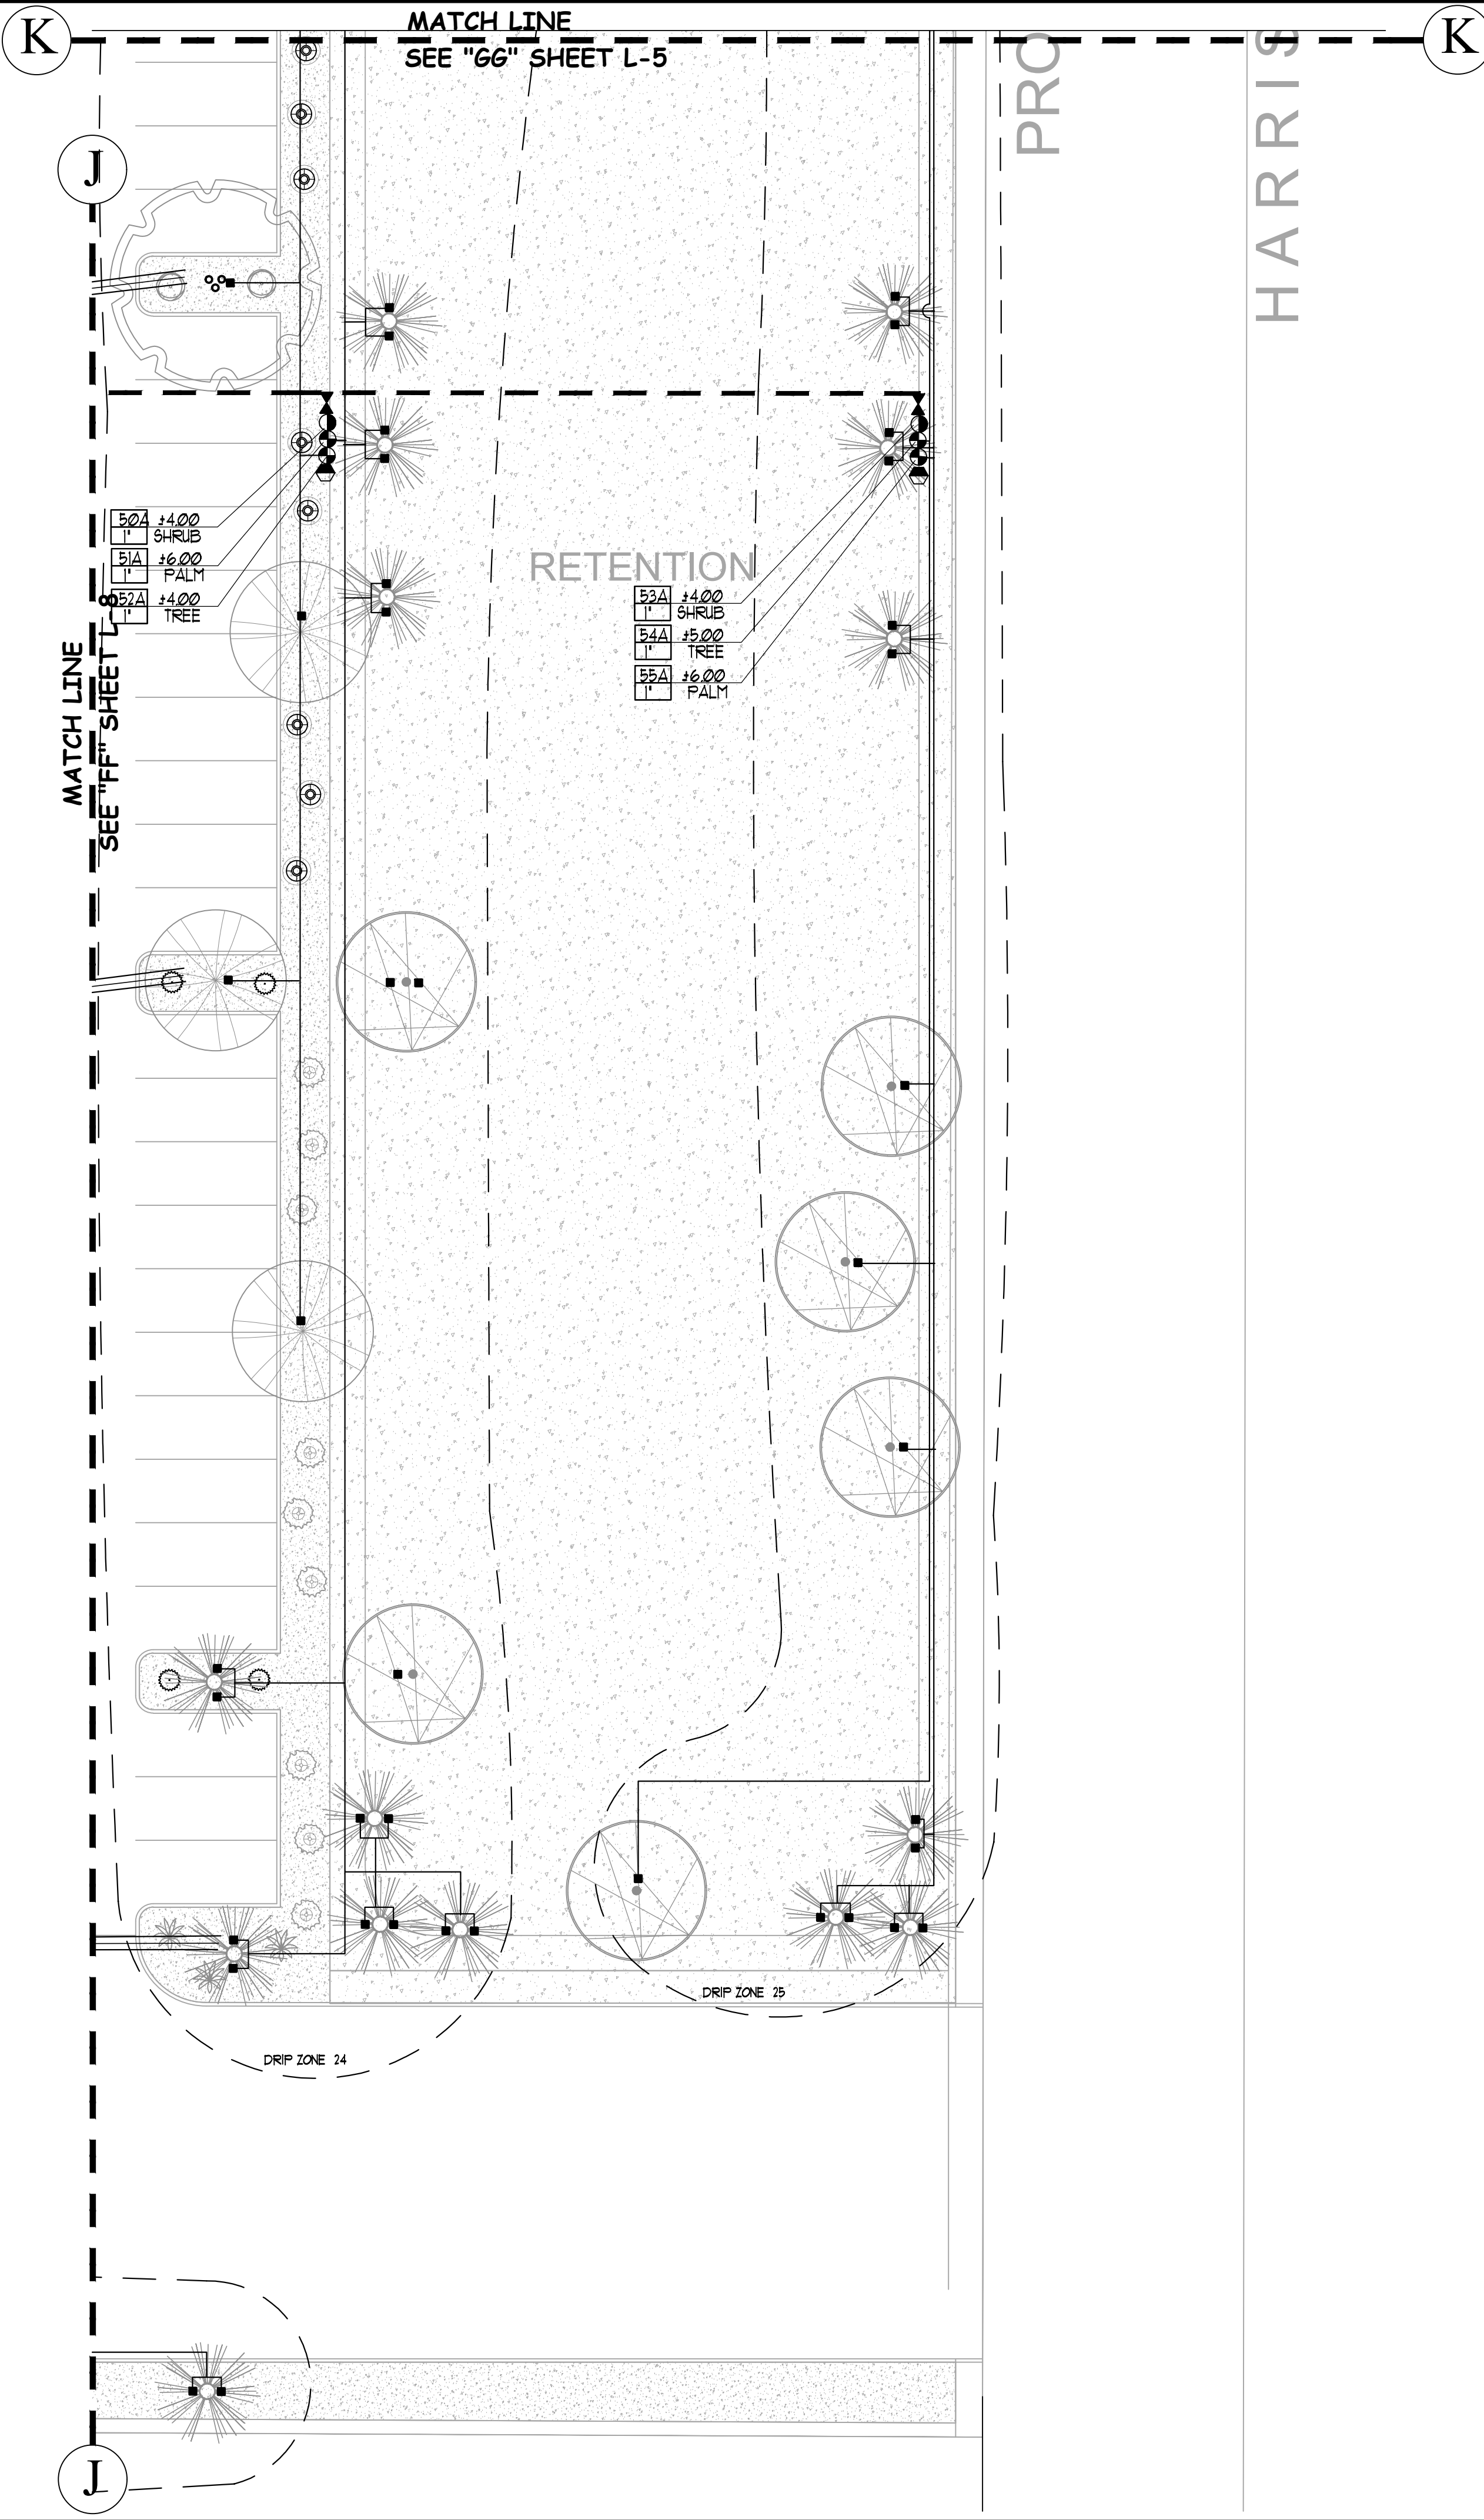 K
MATCH LINE
SEE "GG" SHEET L-5
K
PRO
HARRIS
J
50A ±4.00
1" SHRUB
51A ±6.00
1" PALM
52A ±4.00
1" TREE
RETENTION
53A ±4.00
1" SHRUB
54A ±5.00
1" TREE
55A ±6.00
1" PALM
MATCH LINE
SEE "FF" SHEET L-8
DRIP ZONE 25
DRIP ZONE 24
J